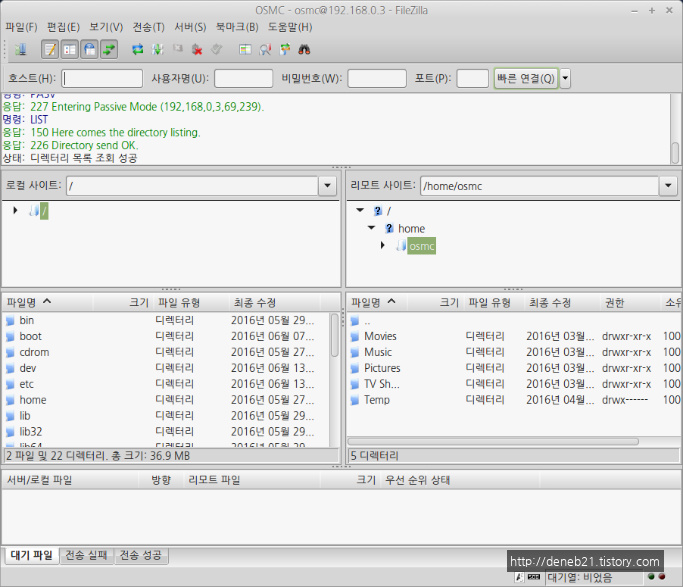 OSMC - osmc@192.168.0.3 - FileZilla
파일(F) 편집(E) 보기(V) 전송(T) 서버(S) 북마크(B) 도움말(H)
호스트(H): 사용자명(U): 비밀번호(W): 포트(P): 빠른 연결(Q)
명령: PASV
응답: 227 Entering Passive Mode (192,168,0,3,69,239).
명령: LIST
응답: 150 Here comes the directory listing.
응답: 226 Directory send OK.
상태: 디렉터리 목록 조회 성공
로컬 사이트: /
/
리모트 사이트: /home/osmc
/
home
osmc
파일명 크기 파일 유형 최종 수정
bin 디렉터리 2016년 05월 29...
boot 디렉터리 2016년 06월 07...
cdrom 디렉터리 2016년 05월 27...
dev 디렉터리 2016년 06월 13...
etc 디렉터리 2016년 06월 13...
home 디렉터리 2016년 05월 27...
lib 디렉터리 2016년 05월 29...
lib32 디렉터리 2016년 05월 29...
lib64 디렉터리 2016년 05월 29...
2 파일 및 22 디렉터리. 총 크기: 36.9 MB
파일명 크기 파일 유형 최종 수정 권한 소유
..
Movies 디렉터리 2016년 03월... drwxr-xr-x 100
Music 디렉터리 2016년 03월... drwxr-xr-x 100
Pictures 디렉터리 2016년 03월... drwxr-xr-x 100
TV Sh... 디렉터리 2016년 03월... drwxr-xr-x 100
Temp 디렉터리 2016년 04월... drwx------ 100
5 디렉터리
서버/로컬 파일 방향 리모트 파일 크기 우선 순위 상태
대기 파일 전송 실패 전송 성공
http://deneb21.tistory.com
대기열: 비었음